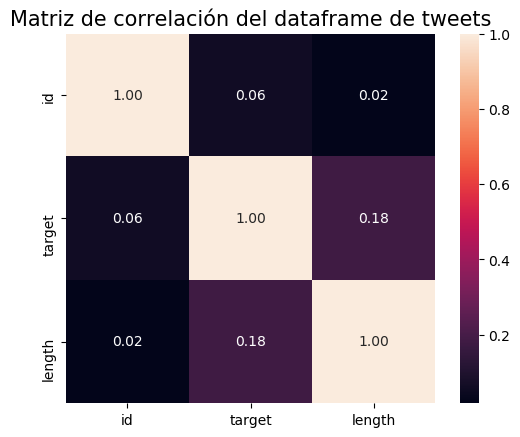 Matriz de correlación del dataframe de tweets
id 1.00 0.06 0.02
target 0.06 1.00 0.18
length 0.02 0.18 1.00
id target length
1.0
0.8
0.6
0.4
0.2